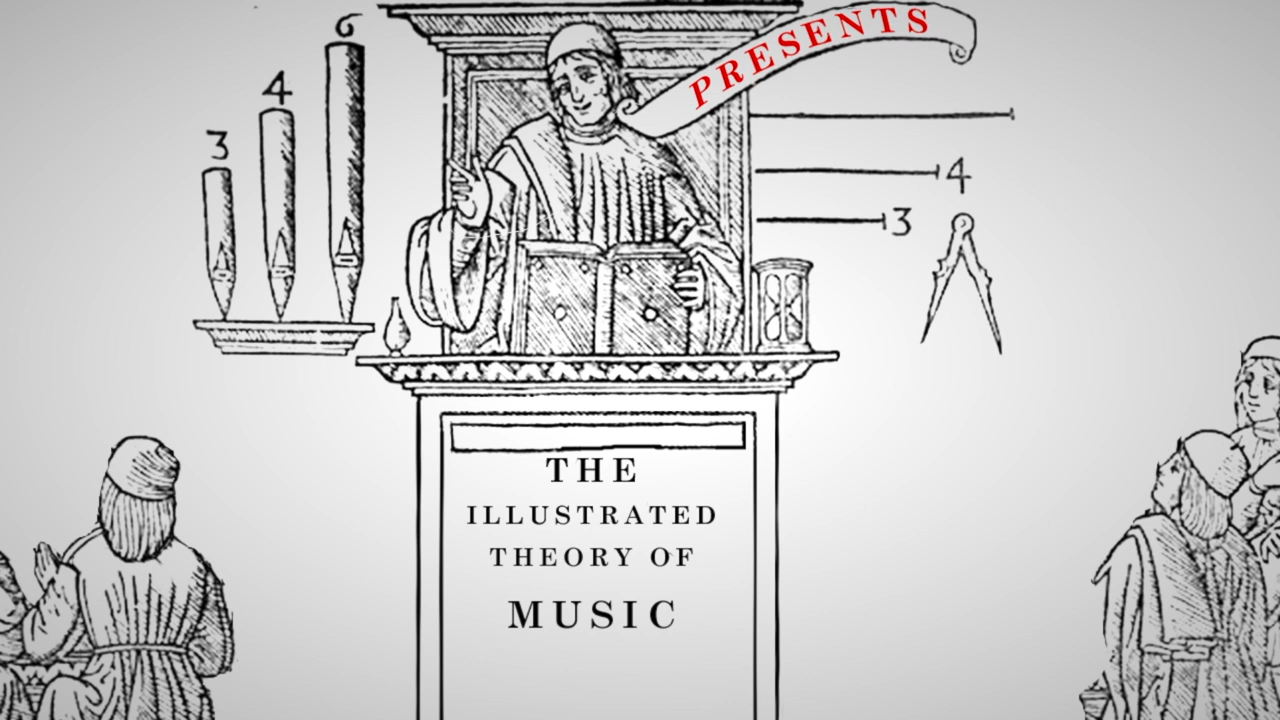 6
PRESENTS
4
3
4
3
THE
ILLUSTRATED
THEORY OF
MUSIC